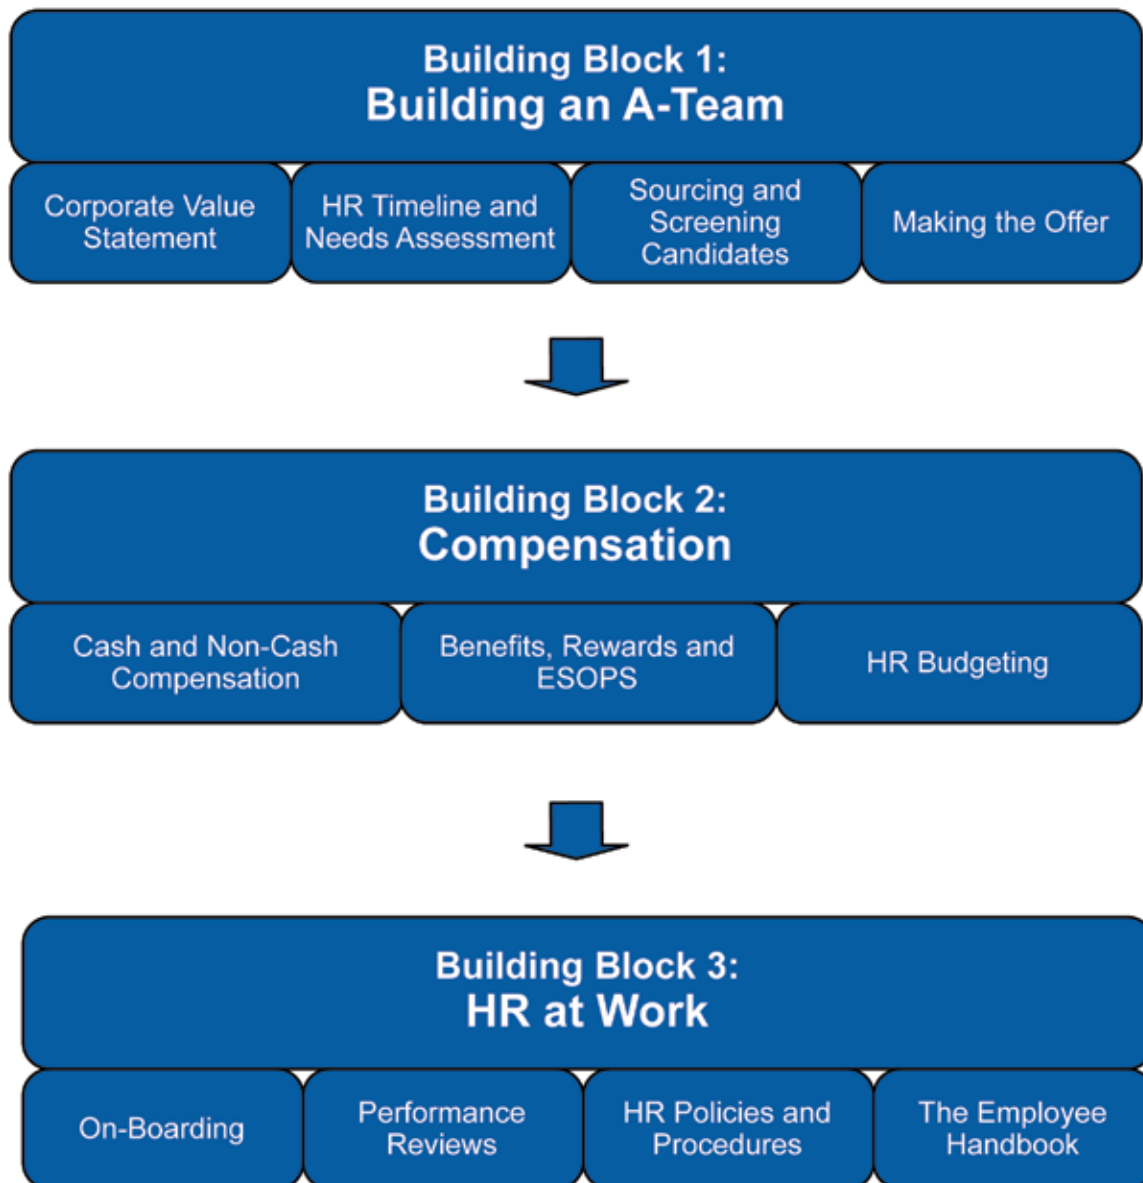 Building Block 1:
Building an A-Team
Corporate Value
Statement
HR Timeline and
Needs Assessment
Sourcing and
Screening
Candidates
Making the Offer
Building Block 2:
Compensation
Cash and Non-Cash
Compensation
Benefits, Rewards and
ESOPS
HR Budgeting
Building Block 3:
HR at Work
On-Boarding
Performance
Reviews
HR Policies and
Procedures
The Employee
Handbook